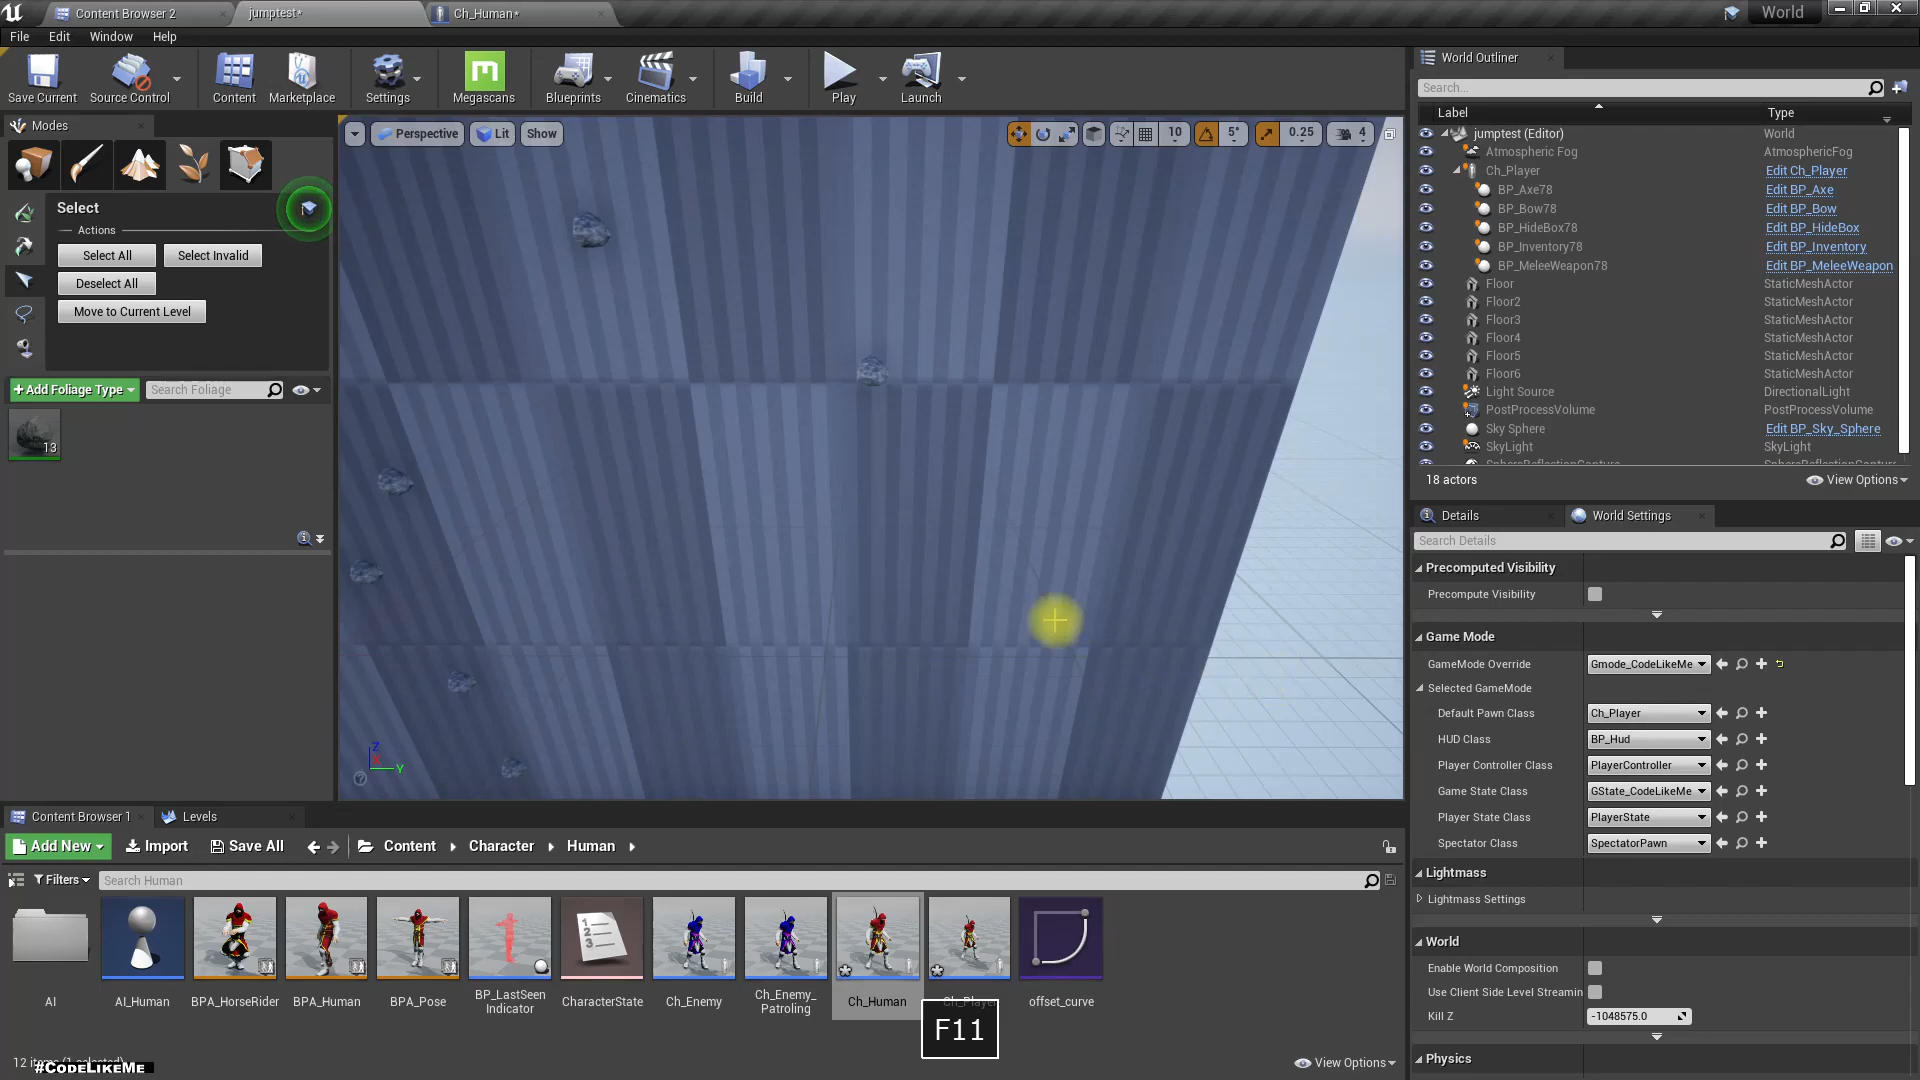 Content Browser 2
jumptest*
Ch_Human*
World
File
Edit
Window
Help
Save Current
Source Control
Content
Marketplace
Settings
Megascans
Blueprints
Cinematics
Build
Play
Launch
Modes
Select
Actions
Select All
Select Invalid
Deselect All
Move to Current Level
Add Foliage Type
Search Foliage
13
Perspective
Lit
Show
10
5°
0.25
4
Z
Y
World Outliner
Search...
Label
Type
jumptest (Editor)
World
Atmospheric Fog
AtmosphericFog
Ch_Player
Edit Ch_Player
BP_Axe78
Edit BP_Axe
BP_Bow78
Edit BP_Bow
BP_HideBox78
Edit BP_HideBox
BP_Inventory78
Edit BP_Inventory
BP_MeleeWeapon78
Edit BP_MeleeWeapon
Floor
StaticMeshActor
Floor2
StaticMeshActor
Floor3
StaticMeshActor
Floor4
StaticMeshActor
Floor5
StaticMeshActor
Floor6
StaticMeshActor
Light Source
DirectionalLight
PostProcessVolume
PostProcessVolume
Sky Sphere
Edit BP_Sky_Sphere
SkyLight
SkyLight
18 actors
View Options
Details
World Settings
Search Details
Precomputed Visibility
Precompute Visibility
Game Mode
GameMode Override
Gmode_CodeLikeMe
Selected GameMode
Default Pawn Class
Ch_Player
HUD Class
BP_Hud
Player Controller Class
PlayerController
Game State Class
GState_CodeLikeMe
Player State Class
PlayerState
Spectator Class
SpectatorPawn
Lightmass
Lightmass Settings
World
Enable World Composition
Use Client Side Level Streamin
Kill Z
-1048575.0
Physics
Content Browser 1
Levels
Add New
Import
Save All
Content
Character
Human
Filters
Search Human
AI
AI_Human
BPA_HorseRider
BPA_Human
BPA_Pose
BP_LastSeen
Indicator
CharacterState
Ch_Enemy
Ch_Enemy_
Patroling
Ch_Human
Ch_Player
offset_curve
F11
12 items (1 selected)
#CodeLikeMe
View Options